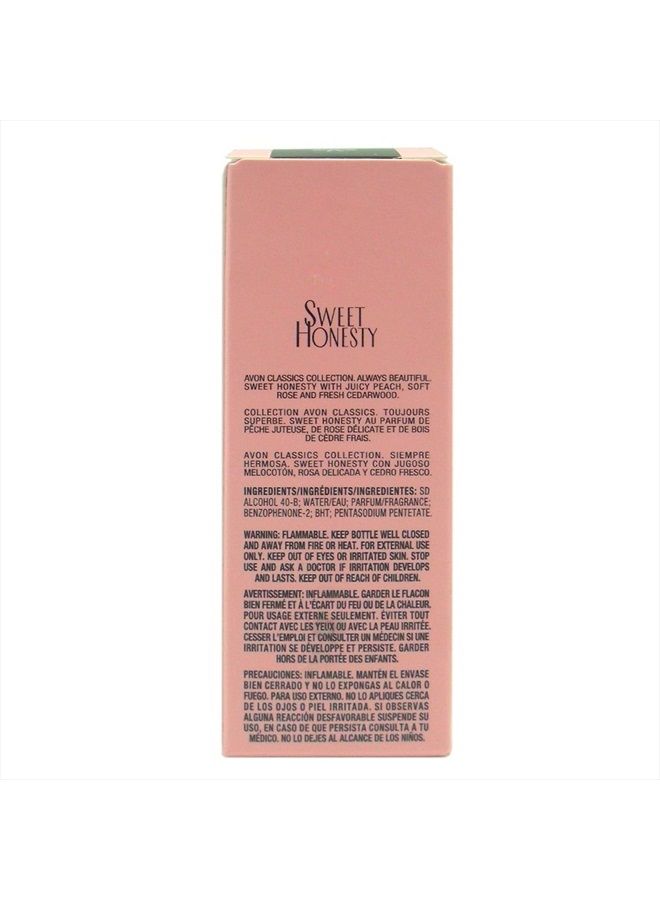 SWEET
HONESTY
AVON CLASSICS COLLECTION. ALWAYS BEAUTIFUL.
SWEET HONESTY WITH JUICY PEACH, SOFT
ROSE AND FRESH CEDARWOOD.
COLLECTION AVON CLASSICS. TOUJOURS
SUPERBE. SWEET HONESTY AU PARFUM DE
PÊCHE JUTEUSE, DE ROSE DÉLICATE ET DE BOIS
DE CÈDRE FRAIS.
AVON CLASSICS COLLECTION. SIEMPRE
HERMOSA. SWEET HONESTY CON JUGOSO
MELOCOTÓN, ROSA DELICADA Y CEDRO FRESCO.
INGREDIENTS/INGRÉDIENTS/INGREDIENTES: SD
ALCOHOL 40-B; WATER/EAU; PARFUM/FRAGRANCE;
BENZOPHENONE-2; BHT; PENTASODIUM PENTETATE.
WARNING: FLAMMABLE. KEEP BOTTLE WELL CLOSED
AND AWAY FROM FIRE OR HEAT. FOR EXTERNAL USE
ONLY. KEEP OUT OF EYES OR IRRITATED SKIN. STOP
USE AND ASK A DOCTOR IF IRRITATION DEVELOPS
AND LASTS. KEEP OUT OF REACH OF CHILDREN.
AVERTISSEMENT: INFLAMMABLE. GARDER LE FLACON
BIEN FERMÉ ET À L'ÉCART DU FEU OU DE LA CHALEUR.
POUR USAGE EXTERNE SEULEMENT. ÉVITER TOUT
CONTACT AVEC LES YEUX OU AVEC LA PEAU IRRITÉE.
CESSER L'EMPLOI ET CONSULTER UN MÉDECIN SI UNE
IRRITATION SE DÉVELOPPE ET PERSISTE. GARDER
HORS DE LA PORTÉE DES ENFANTS.
PRECAUCIONES: INFLAMABLE. MANTÉN EL ENVASE
BIEN CERRADO Y NO LO EXPONGAS AL CALOR O
FUEGO. PARA USO EXTERNO. NO LO APLIQUES CERCA
DE LOS OJOS O PIEL IRRITADA. SI OBSERVAS
ALGUNA REACCIÓN DESFAVORABLE SUSPENDE SU
USO, EN CASO DE QUE PERSISTA CONSULTA A TU
MÉDICO. NO LO DEJES AL ALCANCE DE LOS NIÑOS.